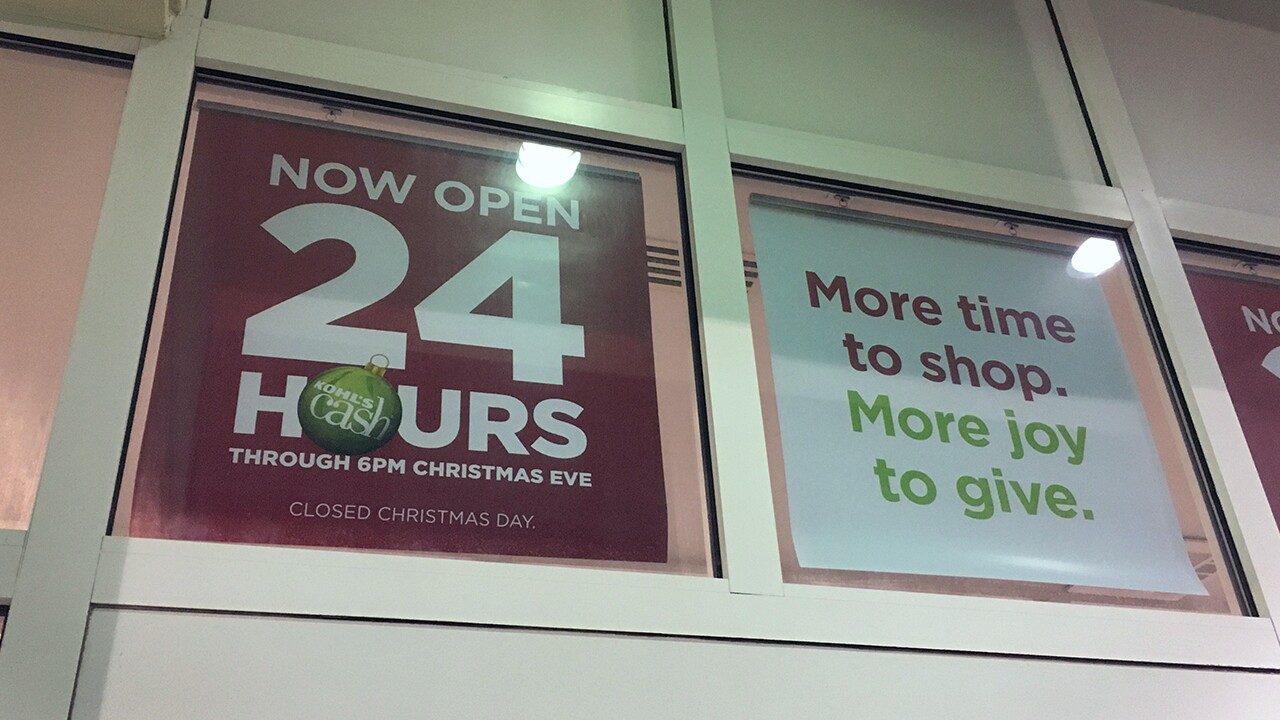 NOW OPEN
24
HOURS
KOHL'S
cash
THROUGH 6PM CHRISTMAS EVE
CLOSED CHRISTMAS DAY.
More time
to shop.
More joy
to give.
NO